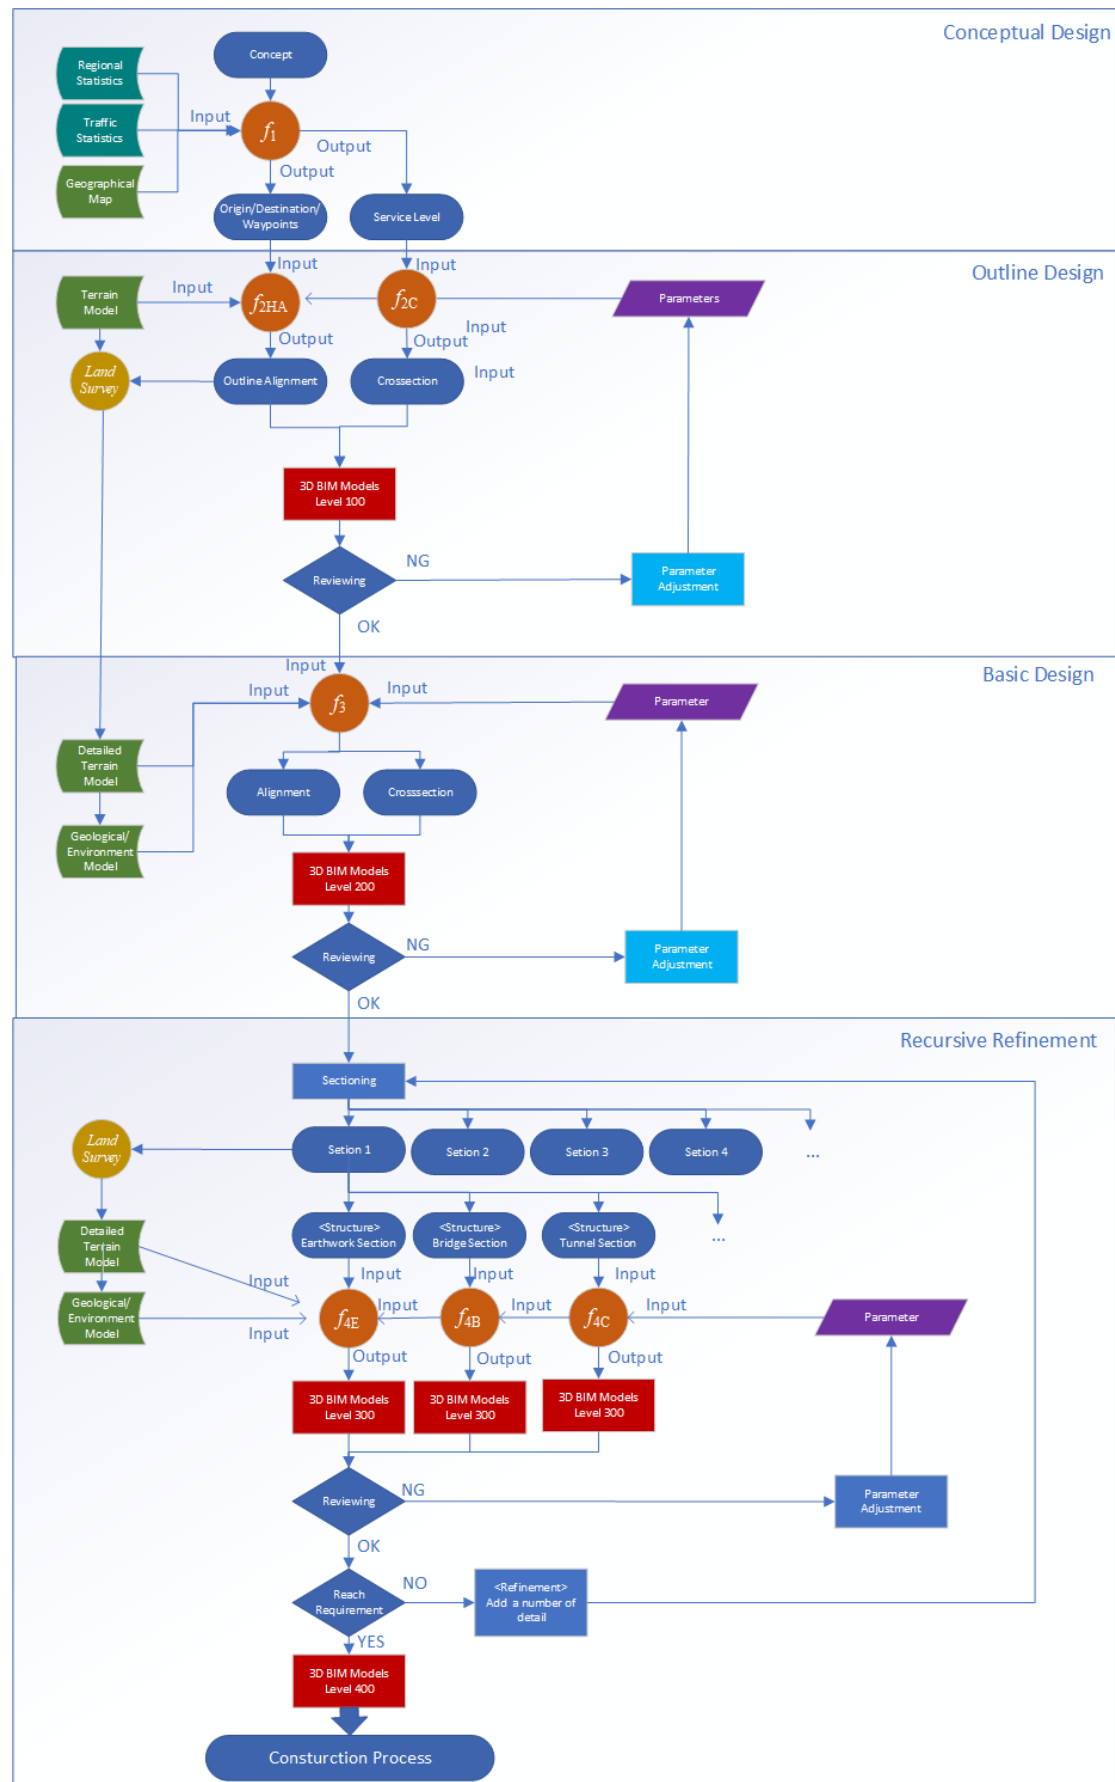 Conceptual Design
Concept
Regional
Statistics
Input
Traffic
Statistics
f1
Output
Output
Geographical
Map
Origin/Destination/
Waypoints
Service Level
Input
Input
Outline Design
Terrain
Model
Input
f2HA
f2C
Parameters
Input
Output
Output
Land
Survey
Outline Alignment
Crossection
Input
3D BIM Models
Level 100
Reviewing
NG
Parameter
Adjustment
OK
Input
Basic Design
Input
f3
Input
Parameter
Detailed
Terrain
Model
Alignment
Crosssection
Geological/
Environment
Model
3D BIM Models
Level 200
Reviewing
NG
Parameter
Adjustment
OK
Recursive Refinement
Sectioning
Land
Survey
Setion 1
Setion 2
Setion 3
Setion 4
...
Detailed
Terrain
Model
<Structure>
Earthwork Section
<Structure>
Bridge Section
<Structure>
Tunnel Section
...
Input
Input
Input
Input
Geological/
Environment
Model
Input
f4E
Input
f4B
Input
f4C
Input
Parameter
Output
Output
Output
3D BIM Models
Level 300
3D BIM Models
Level 300
3D BIM Models
Level 300
Reviewing
NG
Parameter
Adjustment
OK
Reach
Requirement
NO
<Refinement>
Add a number of
detail
YES
3D BIM Models
Level 400
Consturction Process